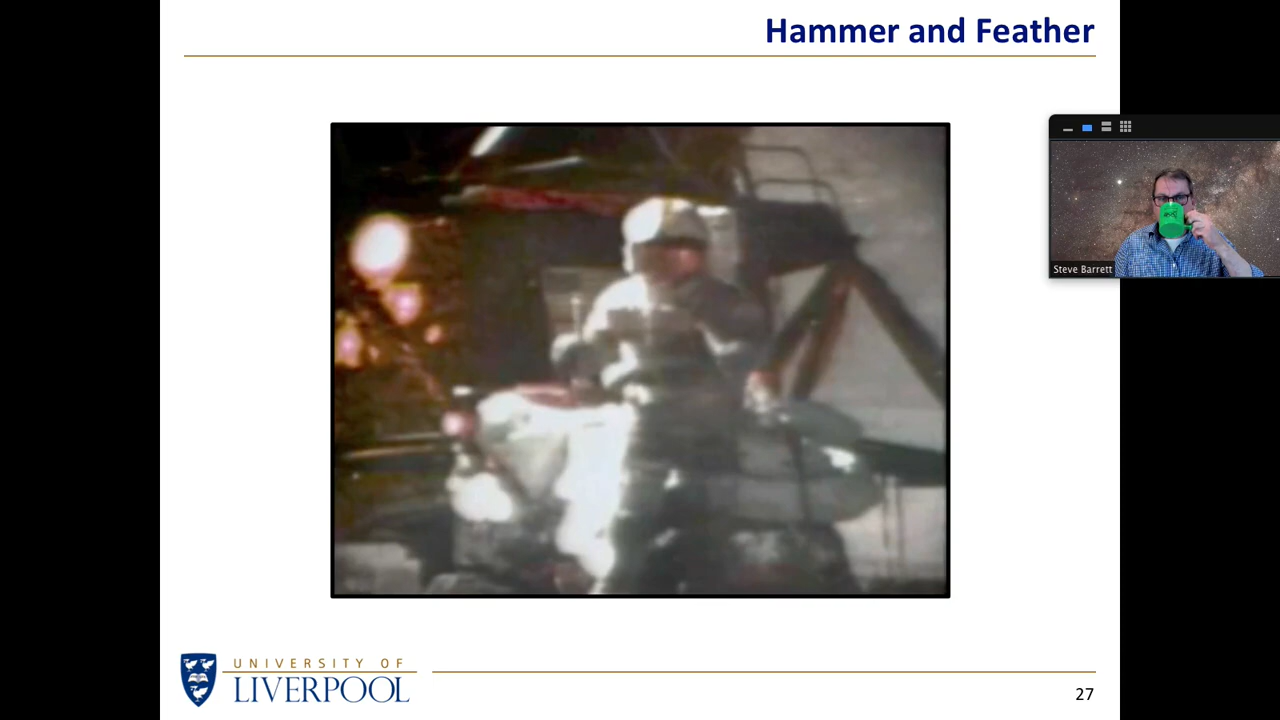 Hammer and Feather
Steve Barrett
UNIVERSITY OF
LIVERPOOL
27